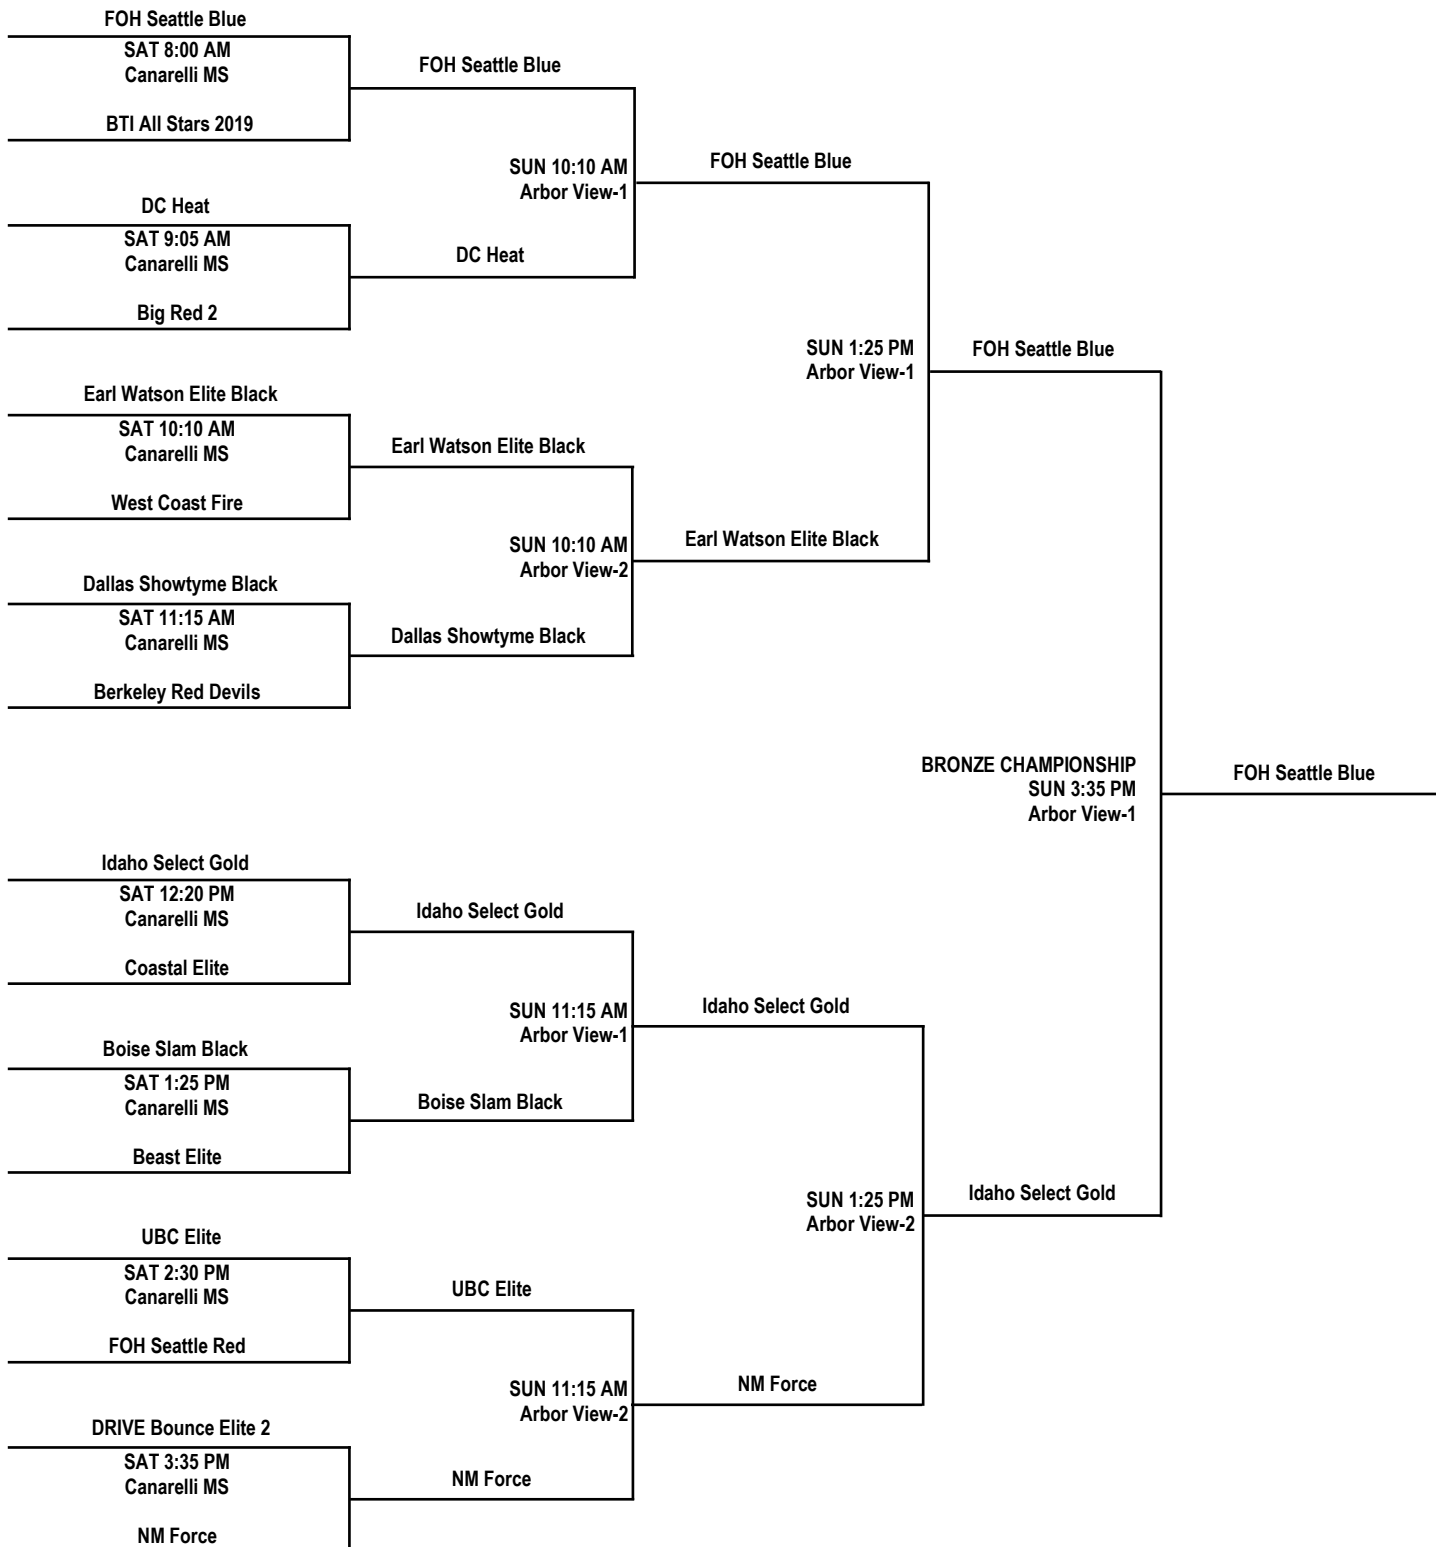 FOH Seattle Blue
SAT 8:00 AM
Canarelli MS
BTI All Stars 2019
FOH Seattle Blue
SUN 10:10 AM
Arbor View-1
DC Heat
SAT 9:05 AM
Canarelli MS
Big Red 2
DC Heat
FOH Seattle Blue
SUN 1:25 PM
Arbor View-1
Earl Watson Elite Black
SAT 10:10 AM
Canarelli MS
West Coast Fire
Earl Watson Elite Black
SUN 10:10 AM
Arbor View-2
Dallas Showtyme Black
SAT 11:15 AM
Canarelli MS
Berkeley Red Devils
Dallas Showtyme Black
Earl Watson Elite Black
FOH Seattle Blue
BRONZE CHAMPIONSHIP
SUN 3:35 PM
Arbor View-1
FOH Seattle Blue
Idaho Select Gold
SAT 12:20 PM
Canarelli MS
Coastal Elite
Idaho Select Gold
SUN 11:15 AM
Arbor View-1
Boise Slam Black
SAT 1:25 PM
Canarelli MS
Beast Elite
Boise Slam Black
Idaho Select Gold
SUN 1:25 PM
Arbor View-2
Idaho Select Gold
UBC Elite
SAT 2:30 PM
Canarelli MS
FOH Seattle Red
UBC Elite
SUN 11:15 AM
Arbor View-2
NM Force
DRIVE Bounce Elite 2
SAT 3:35 PM
Canarelli MS
NM Force
NM Force